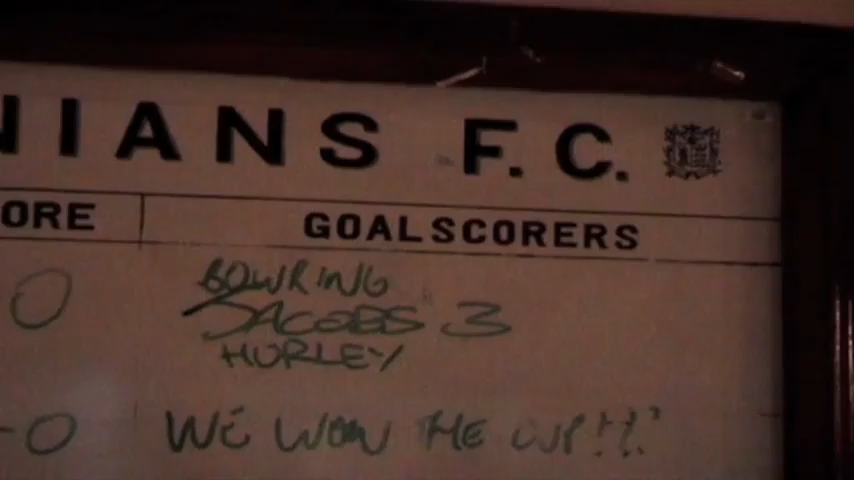 NIANS F.C.
ORE GOALSCORERS
0 BOWRING
JACOBS 3
HURLEY
-0 WE WON THE CUP!!!